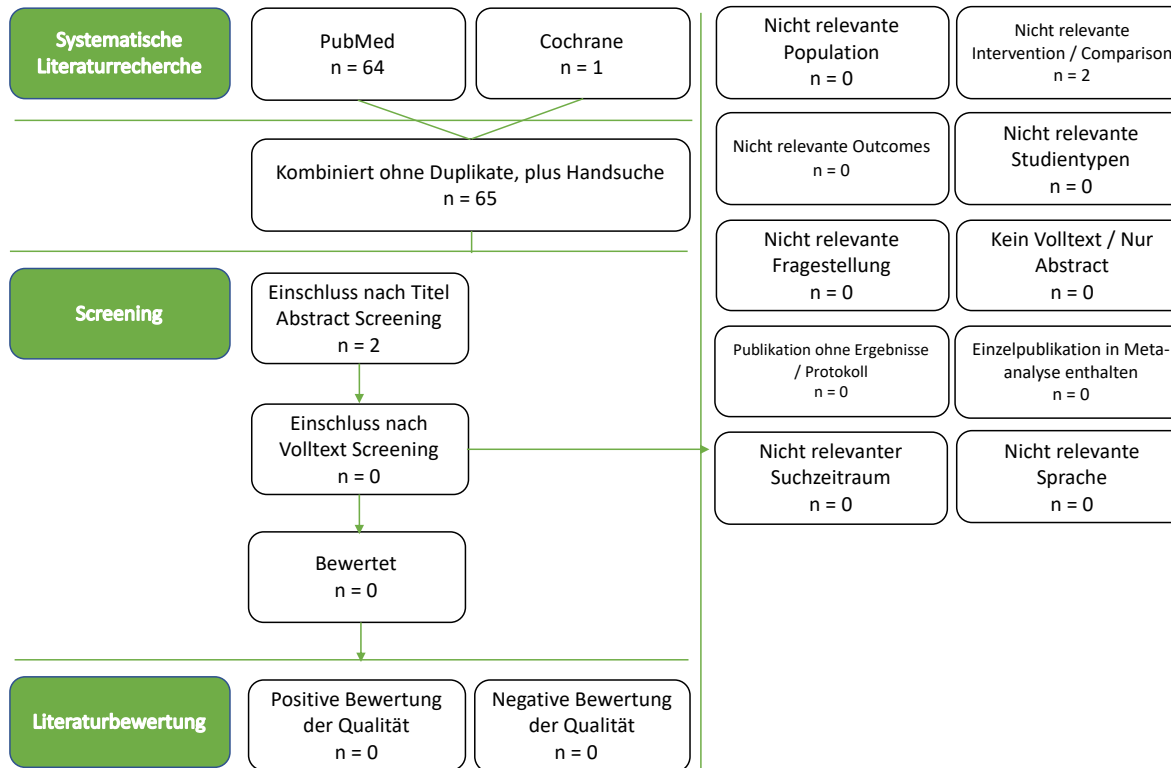 Systematische
Literaturrecherche
PubMed
n = 64
Cochrane
n = 1
Kombiniert ohne Duplikate, plus Handsuche
n = 65
Screening
Einschluss nach Titel
Abstract Screening
n = 2
Einschluss nach
Volltext Screening
n = 0
Bewertet
n = 0
Literaturbewertung
Positive Bewertung
der Qualität
n = 0
Negative Bewertung
der Qualität
n = 0
Nicht relevante
Population
n = 0
Nicht relevante
Intervention / Comparison
n = 2
Nicht relevante Outcomes
n = 0
Nicht relevante
Studientypen
n = 0
Nicht relevante
Fragestellung
n = 0
Kein Volltext / Nur
Abstract
n = 0
Publikation ohne Ergebnisse
/ Protokoll
n = 0
Einzelpublikation in Meta-
analyse enthalten
n = 0
Nicht relevanter
Suchzeitraum
n = 0
Nicht relevante
Sprache
n = 0